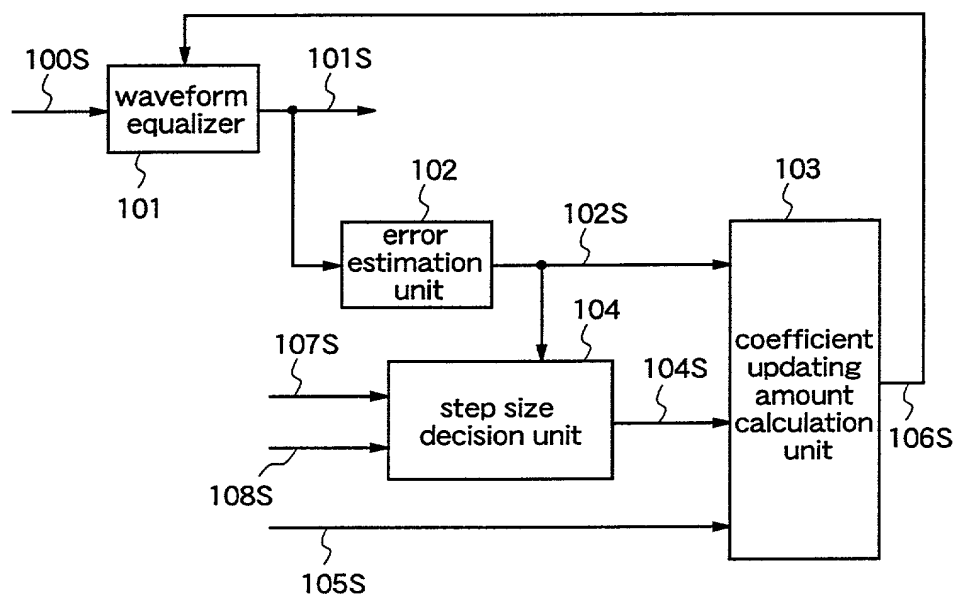 100S
waveform
equalizer
101
101S
102
error
estimation
unit
102S
103
coefficient
updating
amount
calculation
unit
104
step size
decision unit
107S
108S
104S
105S
106S